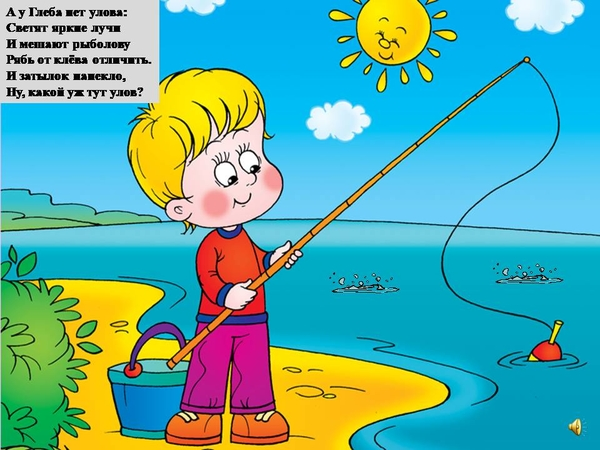 А у Глеба нет улова:
Светят яркие лучи
И мешают рыболову
Рябь от клёва отличить.
И затылок напекло,
Ну, какой уж тут улов?